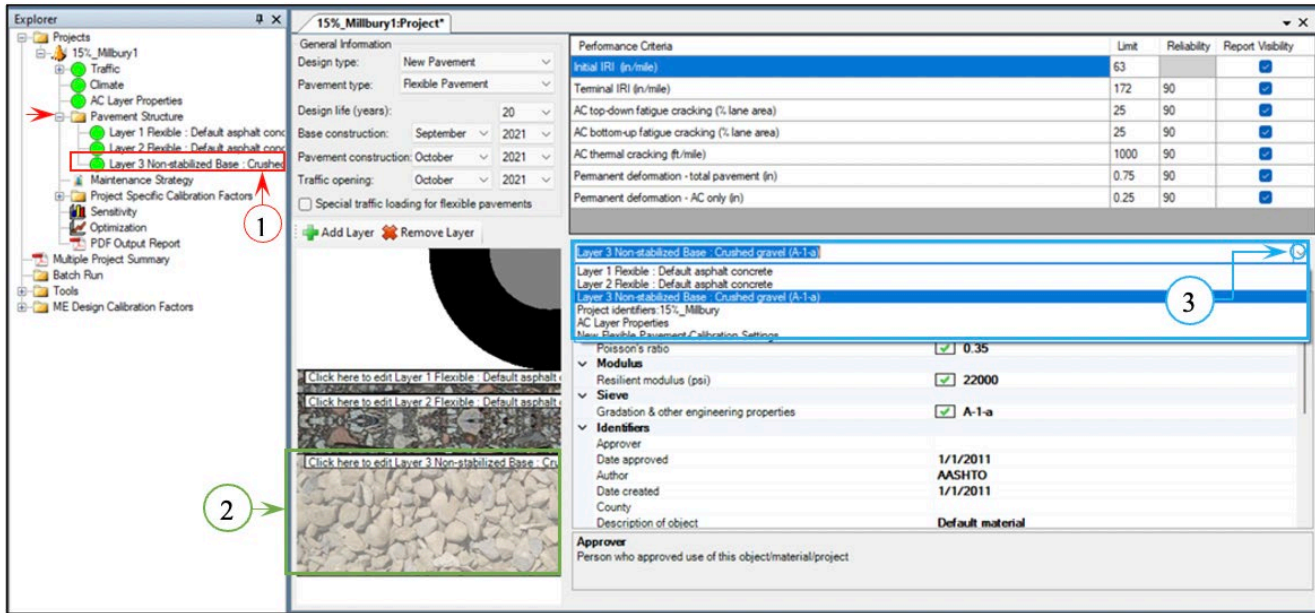 Explorer
Projects
15%_Millbury1
Traffic
Climate
AC Layer Properties
Pavement Structure
Layer 1 Flexible : Default asphalt conc
Layer 2 Flexible : Default asphalt conc
Layer 3 Non-stabilized Base : Crushed
Maintenance Strategy
Project Specific Calibration Factors
Sensitivity
Optimization
PDF Output Report
Multiple Project Summary
Batch Run
Tools
ME Design Calibration Factors
1
15%_Millbury1:Project*
General Information
Design type: New Pavement
Pavement type: Flexible Pavement
Design life (years): 20
Base construction: September 2021
Pavement construction: October 2021
Traffic opening: October 2021
Special traffic loading for flexible pavements
Add Layer Remove Layer
Click here to edit Layer 1 Flexible : Default asphalt
Click here to edit Layer 2 Flexible : Default asphalt
Click here to edit Layer 3 Non-stabilized Base : Cru
2
Performance Criteria Limit Reliability Report Visibility
Initial IRI (in/mile) 63
Terminal IRI (in/mile) 172 90
AC top-down fatigue cracking (% lane area) 25 90
AC bottom-up fatigue cracking (% lane area) 25 90
AC thermal cracking (ft/mile) 1000 90
Permanent deformation - total pavement (in) 0.75 90
Permanent deformation - AC only (in) 0.25 90
Layer 3 Non-stabilized Base : Crushed gravel (A-1-a)
Layer 1 Flexible : Default asphalt concrete
Layer 2 Flexible : Default asphalt concrete
Layer 3 Non-stabilized Base : Crushed gravel (A-1-a)
Project identifiers:15%_Millbury
AC Layer Properties
New Flexible Pavement-Calibration Settings
3
Poisson's ratio 0.35
Modulus
Resilient modulus (psi) 22000
Sieve
Gradation & other engineering properties A-1-a
Identifiers
Approver
Date approved 1/1/2011
Author AASHTO
Date created 1/1/2011
County
Description of object Default material
Approver
Person who approved use of this object/material/project